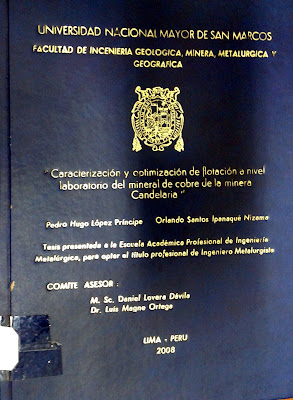 UNIVERSIDAD NACIONAL MAYOR DE SAN MARCOS
FACULTAD DE INGENIERIA GEOLOGICA, MINERA, METALURGICA Y
GEOGRAFICA
"Caracterización y optimización de flotación a nivel
laboratorio del mineral de cobre de la minera
Candelaria"
Pedro Hugo López Príncipe Orlando Santos Ipanaqué Nizama
Tesis presentada a la Escuela Académica Profesional de Ingeniería
Metalúrgica, para optar el título profesional de Ingeniero Metalurgista
COMITE ASESOR :
M. Sc. Daniel Lovera Dávila
Dr. Luis Magne Ortega
LIMA - PERU
2008